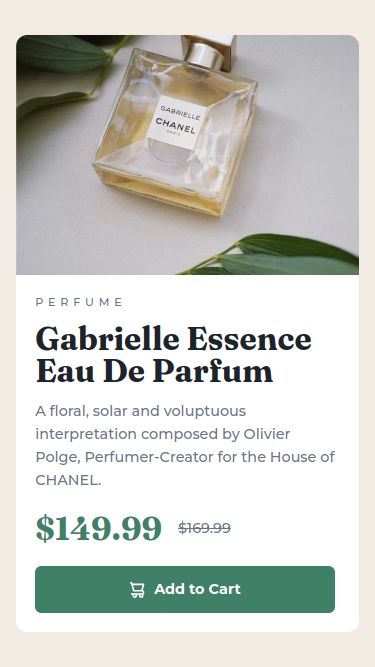 GABRIELLE
CHANEL
PARIS
PERFUME
Gabrielle Essence
Eau De Parfum
A floral, solar and voluptuous
interpretation composed by Olivier
Polge, Perfumer-Creator for the House of
CHANEL.
$149.99 $169.99
Add to Cart